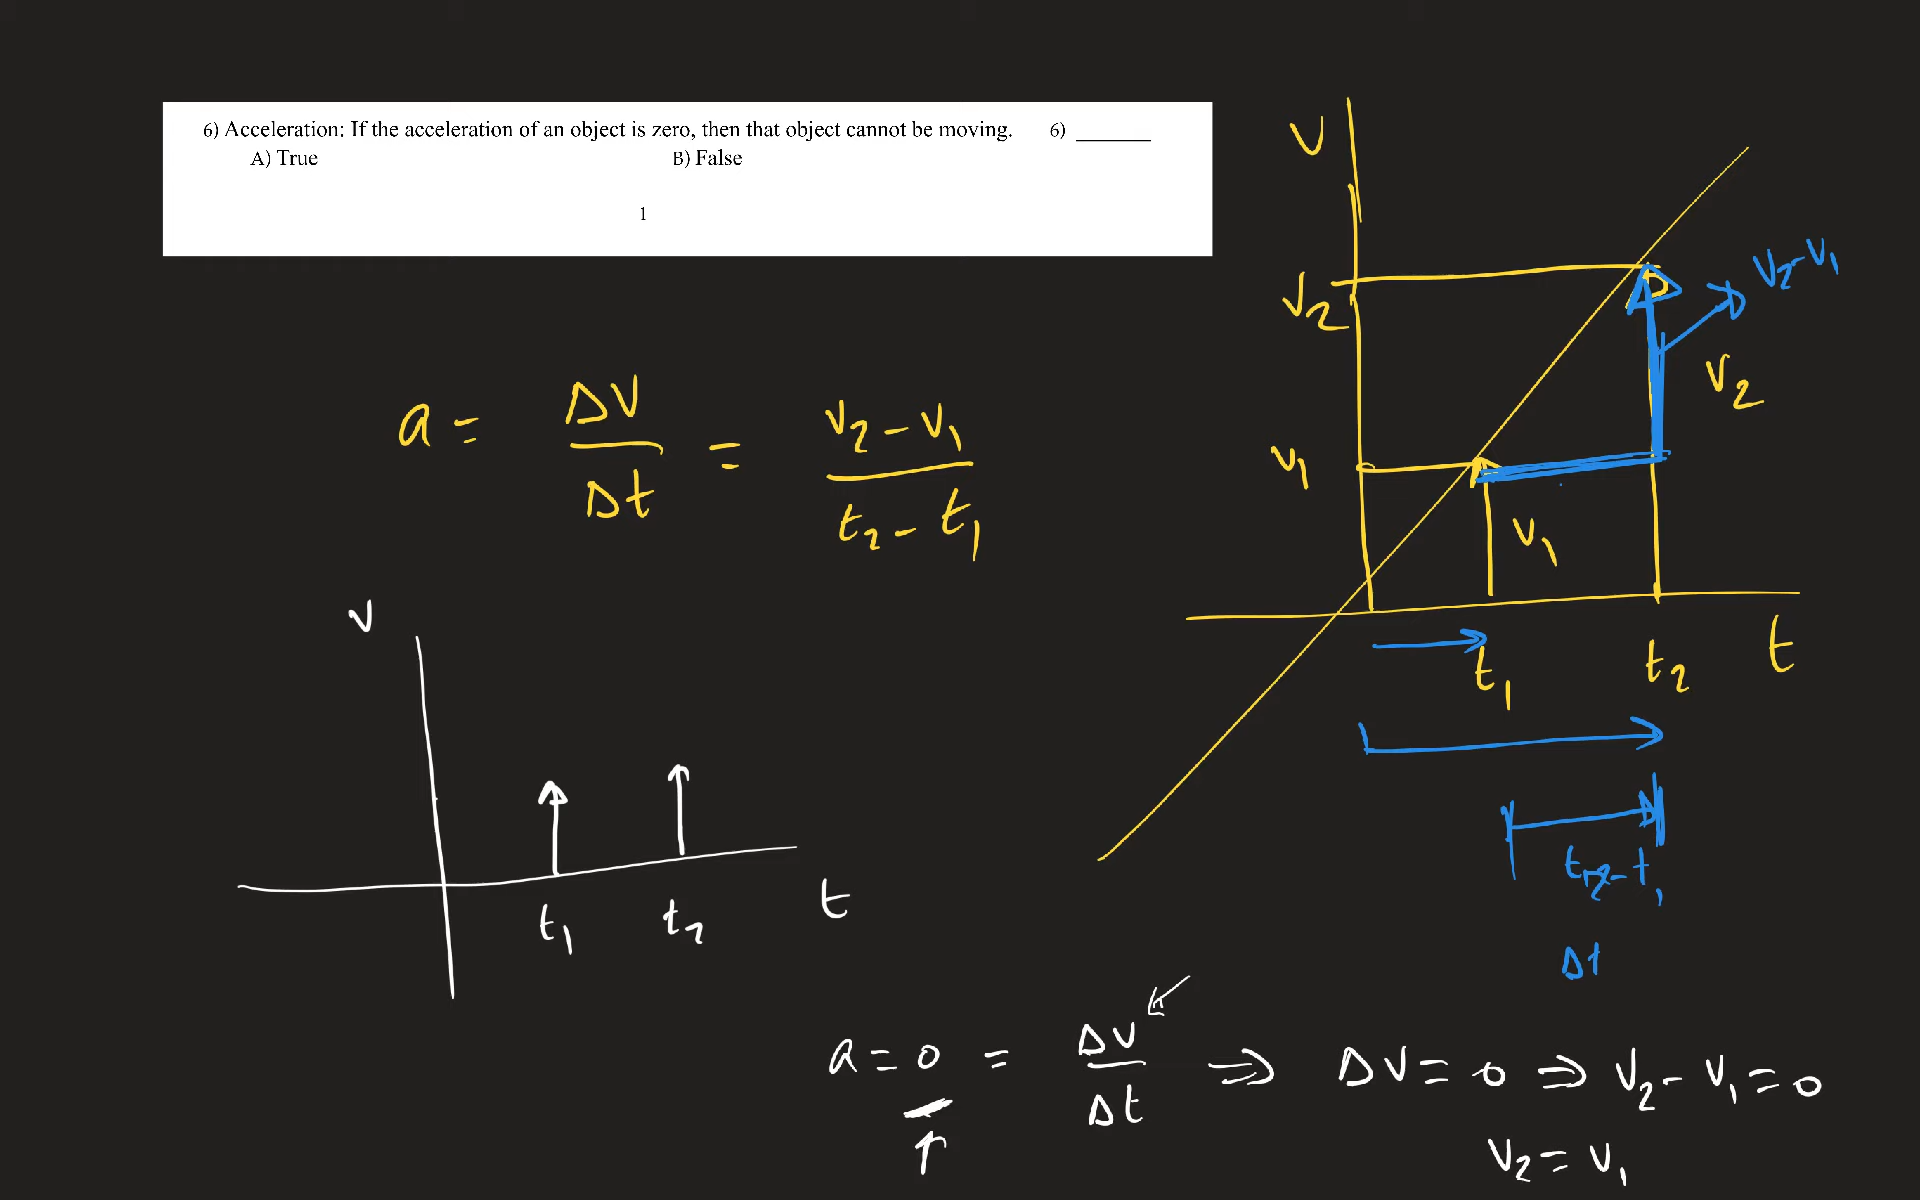 6) Acceleration: If the acceleration of an object is zero, then that object cannot be moving. 6) ________
A) True B) False
1
a = ΔV/Δt = (V₂ - V₁)/(t₂ - t₁)
V
V₂
V₁
V₂-V₁
V₂
V₁
t₁
t₂
t
t₂-t₁
Δt
V
t₁
t₂
t
a = 0 = ΔV/Δt ⇒ ΔV = 0 ⇒ V₂ - V₁ = 0
V₂ = V₁